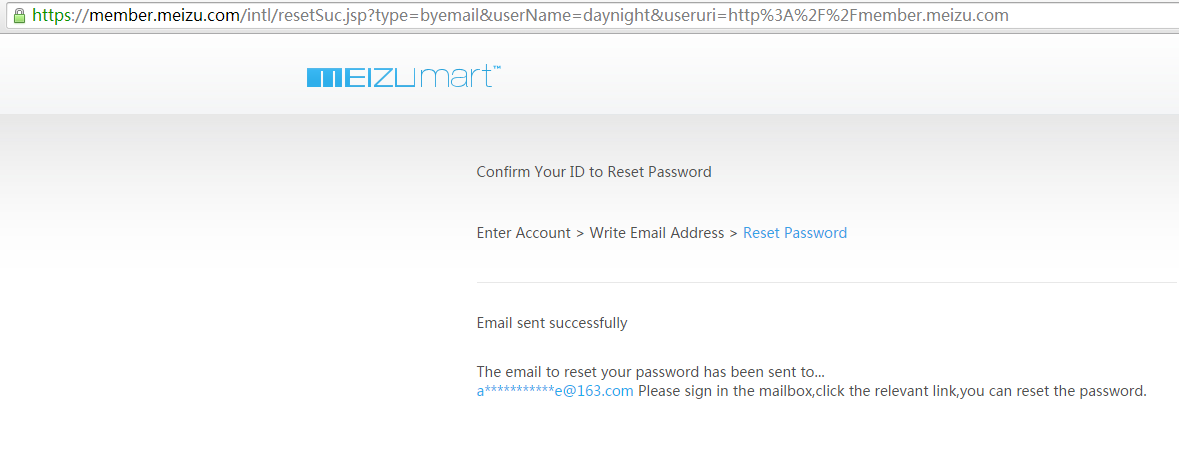 https://member.meizu.com/intl/resetSuc.jsp?type=byemail&userName=daynight&useruri=http%3A%2F%2Fmember.meizu.com
MEIZU mart™
Confirm Your ID to Reset Password
Enter Account > Write Email Address > Reset Password
Email sent successfully
The email to reset your password has been sent to...
a***********e@163.com Please sign in the mailbox,click the relevant link,you can reset the password.